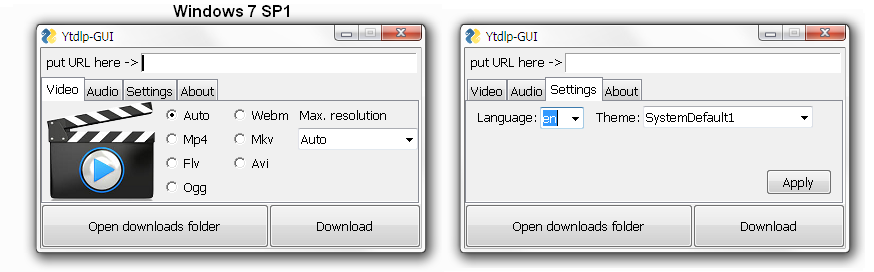 Windows 7 SP1
Ytdlp-GUI
put URL here ->
Video Audio Settings About
Auto Webm Max. resolution
Mp4 Mkv Auto
Flv Avi
Ogg
Open downloads folder Download
Ytdlp-GUI
put URL here ->
Video Audio Settings About
Language: en Theme: SystemDefault1
Apply
Open downloads folder Download